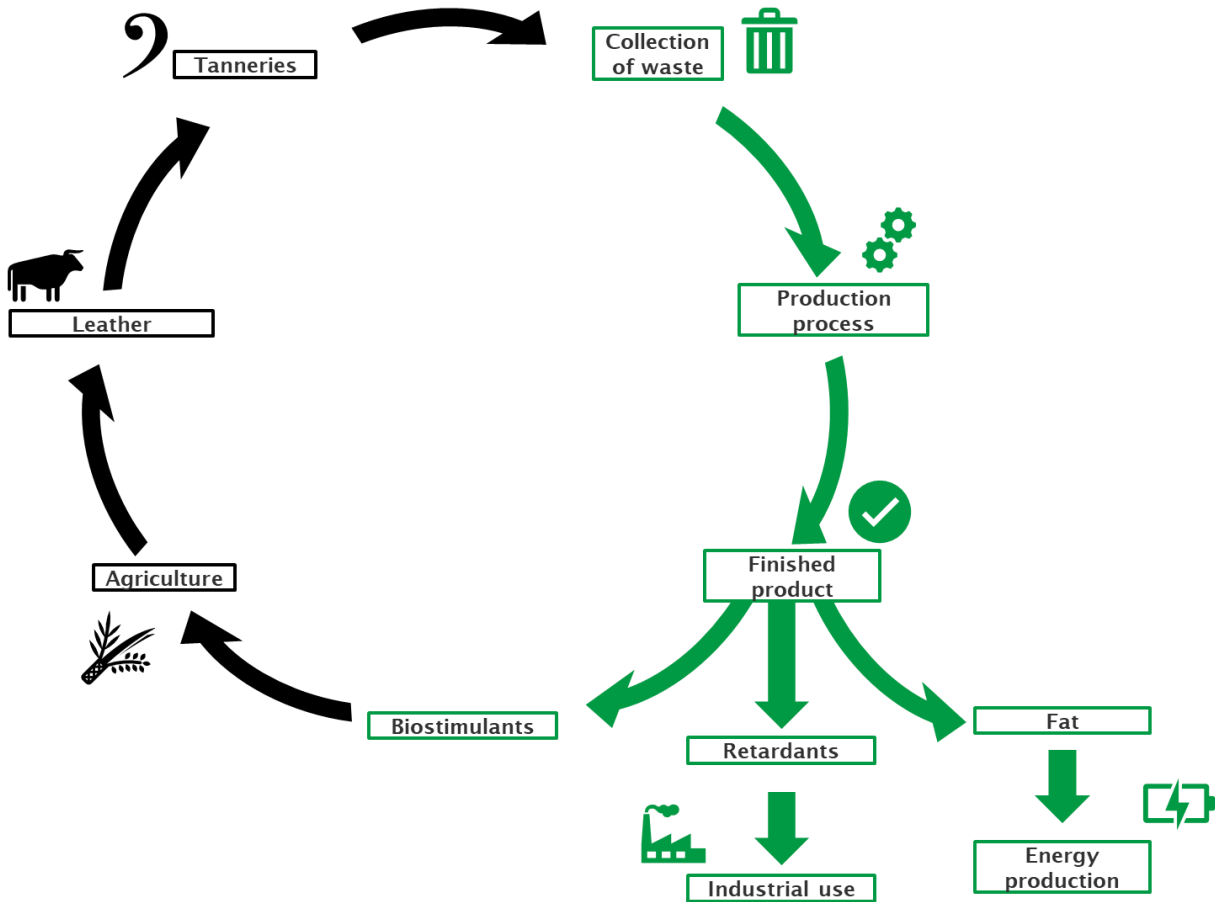 Tanneries
Collection
of waste
Production
process
Leather
Finished
product
Agriculture
Biostimulants
Retardants
Fat
Industrial use
Energy
production